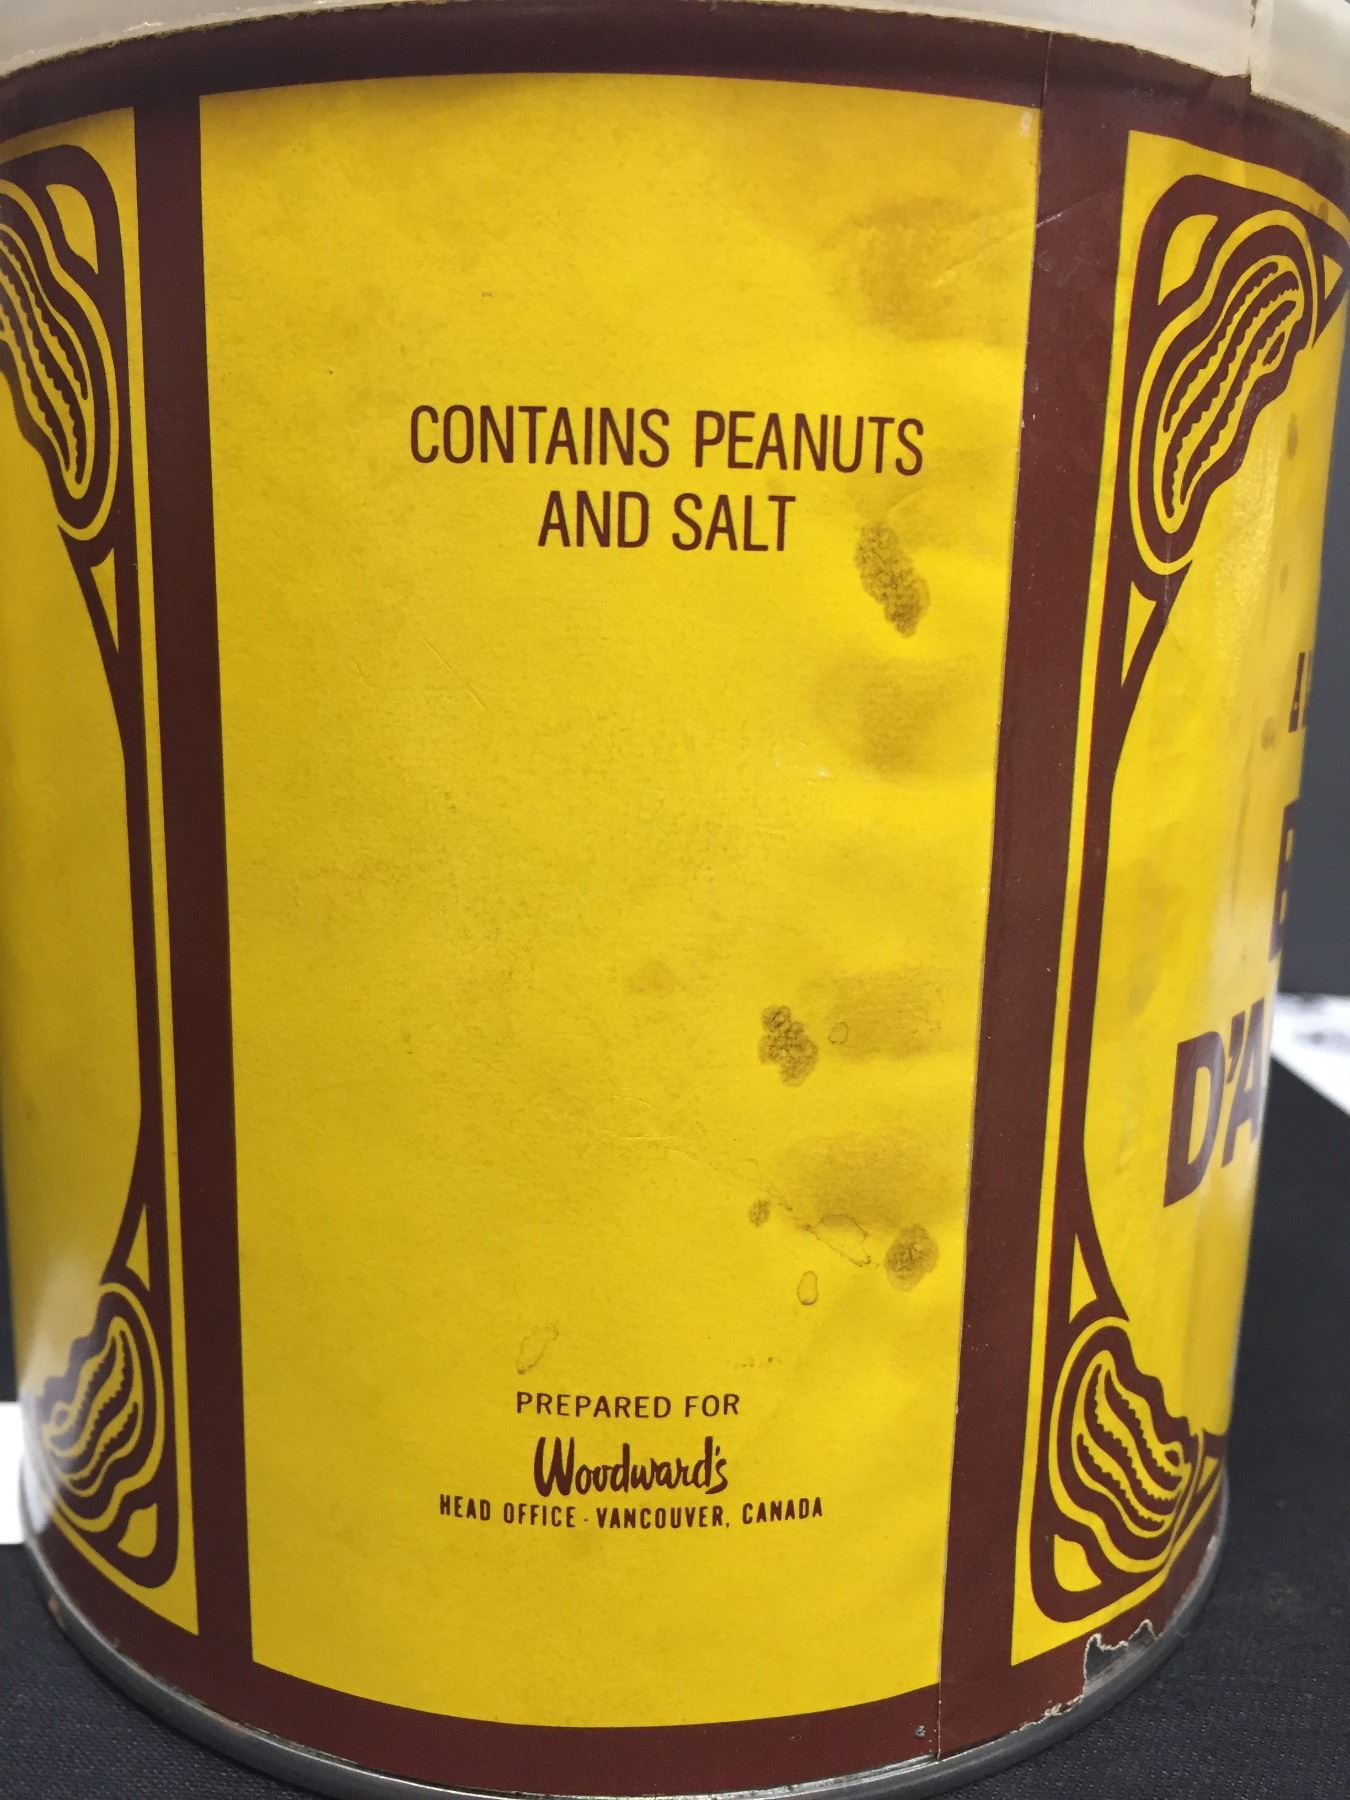 CONTAINS PEANUTS
AND SALT
D'A
PREPARED FOR
Woodward's
HEAD OFFICE - VANCOUVER, CANADA